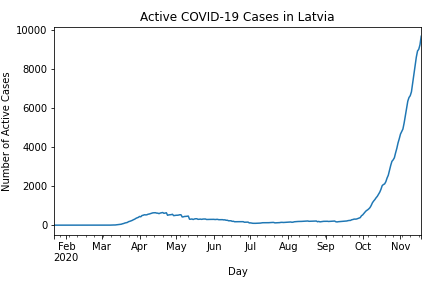 Active COVID-19 Cases in Latvia
Number of Active Cases
10000
8000
6000
4000
2000
0
Feb Mar Apr May Jun Jul Aug Sep Oct Nov
2020
Day